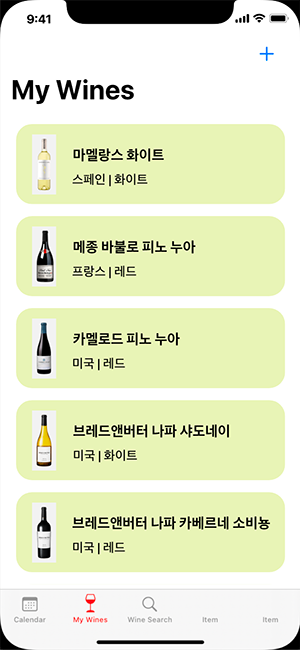 9:41
+
My Wines
마멜랑스 화이트
스페인 | 화이트
메종 바불로 피노 누아
프랑스 | 레드
카멜로드 피노 누아
미국 | 레드
브레드앤버터 나파 샤도네이
미국 | 화이트
브레드앤버터 나파 카베르네 소비뇽
미국 | 레드
Calendar My Wines Wine Search Item Item